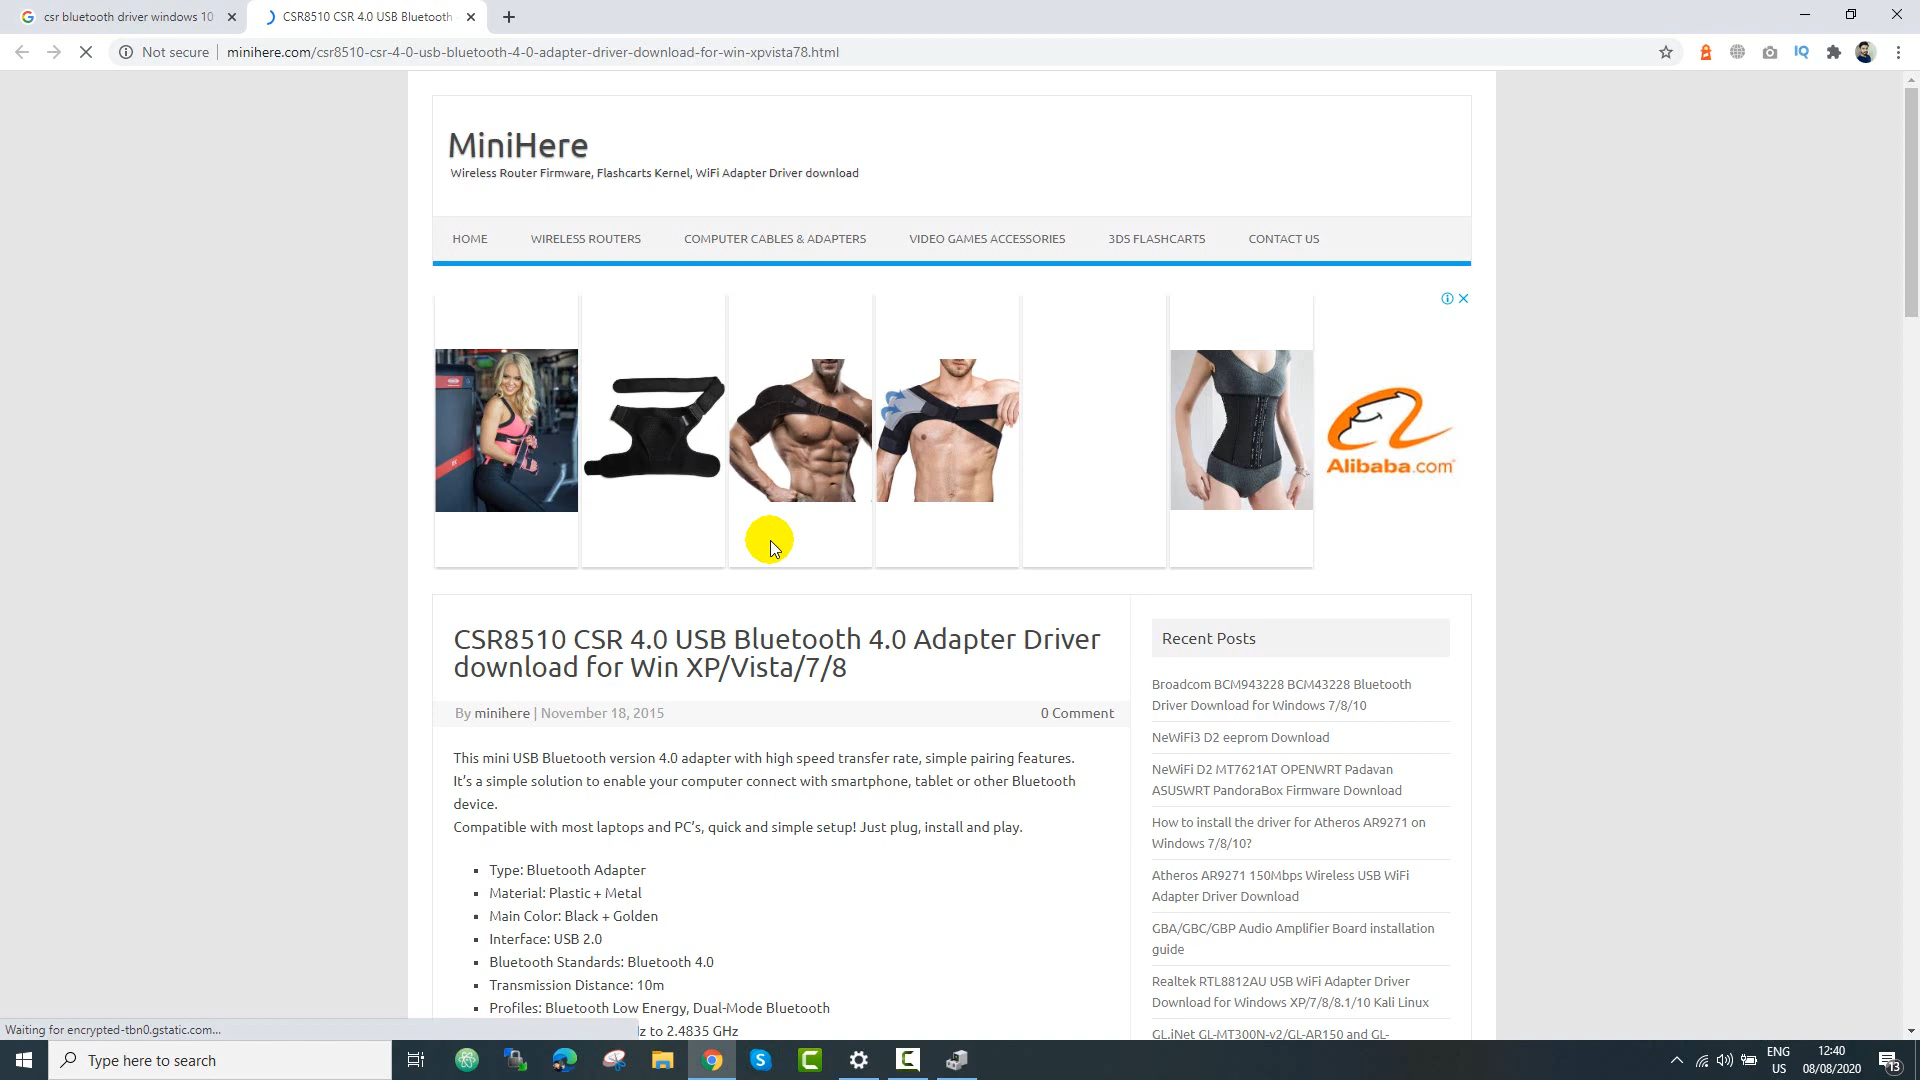 csr bluetooth driver windows 10
CSR8510 CSR 4.0 USB Bluetooth
Not secure
minihere.com/csr8510-csr-4-0-usb-bluetooth-4-0-adapter-driver-download-for-win-xpvista78.html
IQ
MiniHere
Wireless Router Firmware, Flashcarts Kernel, WiFi Adapter Driver download
HOME WIRELESS ROUTERS COMPUTER CABLES & ADAPTERS VIDEO GAMES ACCESSORIES 3DS FLASHCARTS CONTACT US
Alibaba.com
CSR8510 CSR 4.0 USB Bluetooth 4.0 Adapter Driver
download for Win XP/Vista/7/8
By minihere | November 18, 2015
0 Comment
This mini USB Bluetooth version 4.0 adapter with high speed transfer rate, simple pairing features.
It’s a simple solution to enable your computer connect with smartphone, tablet or other Bluetooth
device.
Compatible with most laptops and PC’s, quick and simple setup! Just plug, install and play.
Type: Bluetooth Adapter
Material: Plastic + Metal
Main Color: Black + Golden
Interface: USB 2.0
Bluetooth Standards: Bluetooth 4.0
Transmission Distance: 10m
Profiles: Bluetooth Low Energy, Dual-Mode Bluetooth
z to 2.4835 GHz
Recent Posts
Broadcom BCM943228 BCM43228 Bluetooth
Driver Download for Windows 7/8/10
NeWiFi3 D2 eeprom Download
NeWiFi D2 MT7621AT OPENWRT Padavan
ASUSWRT PandoraBox Firmware Download
How to install the driver for Atheros AR9271 on
Windows 7/8/10?
Atheros AR9271 150Mbps Wireless USB WiFi
Adapter Driver Download
GBA/GBC/GBP Audio Amplifier Board installation
guide
Realtek RTL8812AU USB WiFi Adapter Driver
Download for Windows XP/7/8/8.1/10 Kali Linux
GL.iNet GL-MT300N-v2/GL-AR150 and GL-
Waiting for encrypted-tbn0.gstatic.com...
Type here to search
ENG
US
12:40
08/08/2020
13